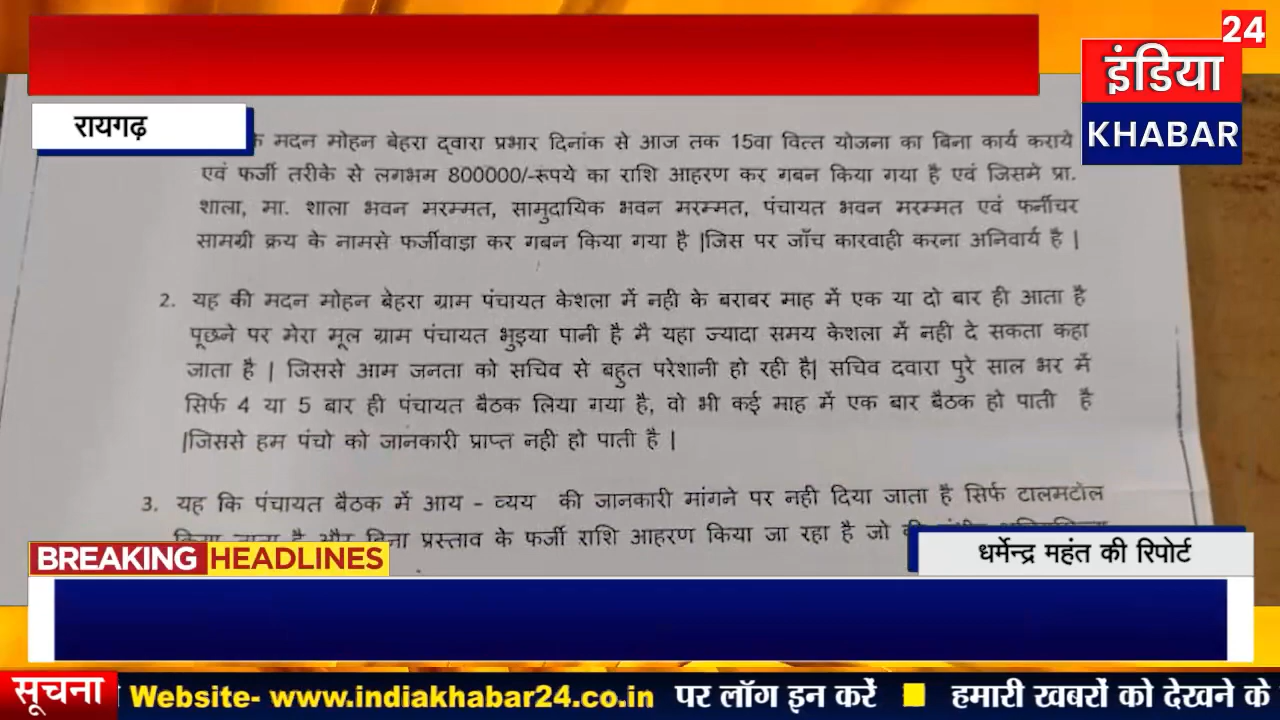 24
इंडिया
KHABAR
रायगढ़
के मदन मोहन बेहरा द्वारा प्रभार दिनांक से आज तक 15वा वित्त योजना का बिना कार्य कराये
एवं फर्जी तरीके से लगभम 800000/-रूपये का राशि आहरण कर गबन किया गया है एवं जिसमे प्रा.
शाला, मा. शाला भवन मरम्मत, सामुदायिक भवन मरम्मत, पंचायत भवन मरम्मत एवं फर्नीचर
सामग्री क्रय के नामसे फर्जीवाड़ा कर गबन किया गया है |जिस पर जाँच कारवाही करना अनिवार्य है |
2. यह की मदन मोहन बेहरा ग्राम पंचायत केशला में नही के बराबर माह में एक या दो बार ही आता है
पूछने पर मेरा मूल ग्राम पंचायत भुइया पानी है मै यहा ज्यादा समय केशला में नही दे सकता कहा
जाता है | जिससे आम जनता को सचिव से बहुत परेशानी हो रही है| सचिव दवारा पुरे साल भर में
सिर्फ 4 या 5 बार ही पंचायत बैठक लिया गया है, वो भी कई माह में एक बार बैठक हो पाती है
|जिससे हम पंचो को जानकारी प्राप्त नही हो पाती है |
3. यह कि पंचायत बैठक में आय - व्यय की जानकारी मांगने पर नही दिया जाता है सिर्फ टालमटोल
किया जाता है और बिना प्रस्ताव के फर्जी राशि आहरण किया जा रहा है जो
BREAKING HEADLINES
धर्मेन्द्र महंत की रिपोर्ट
सूचना Website- www.indiakhabar24.co.in पर लॉग इन करें हमारी खबरों को देखने के